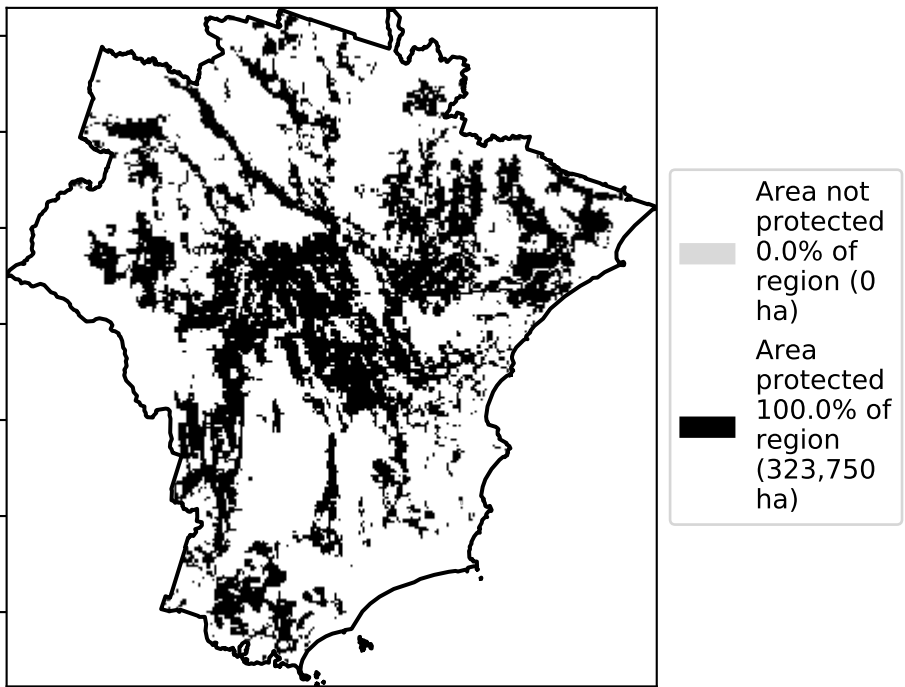 Area not
protected
0.0% of
region (0
ha)
Area
protected
100.0% of
region
(323,750
ha)